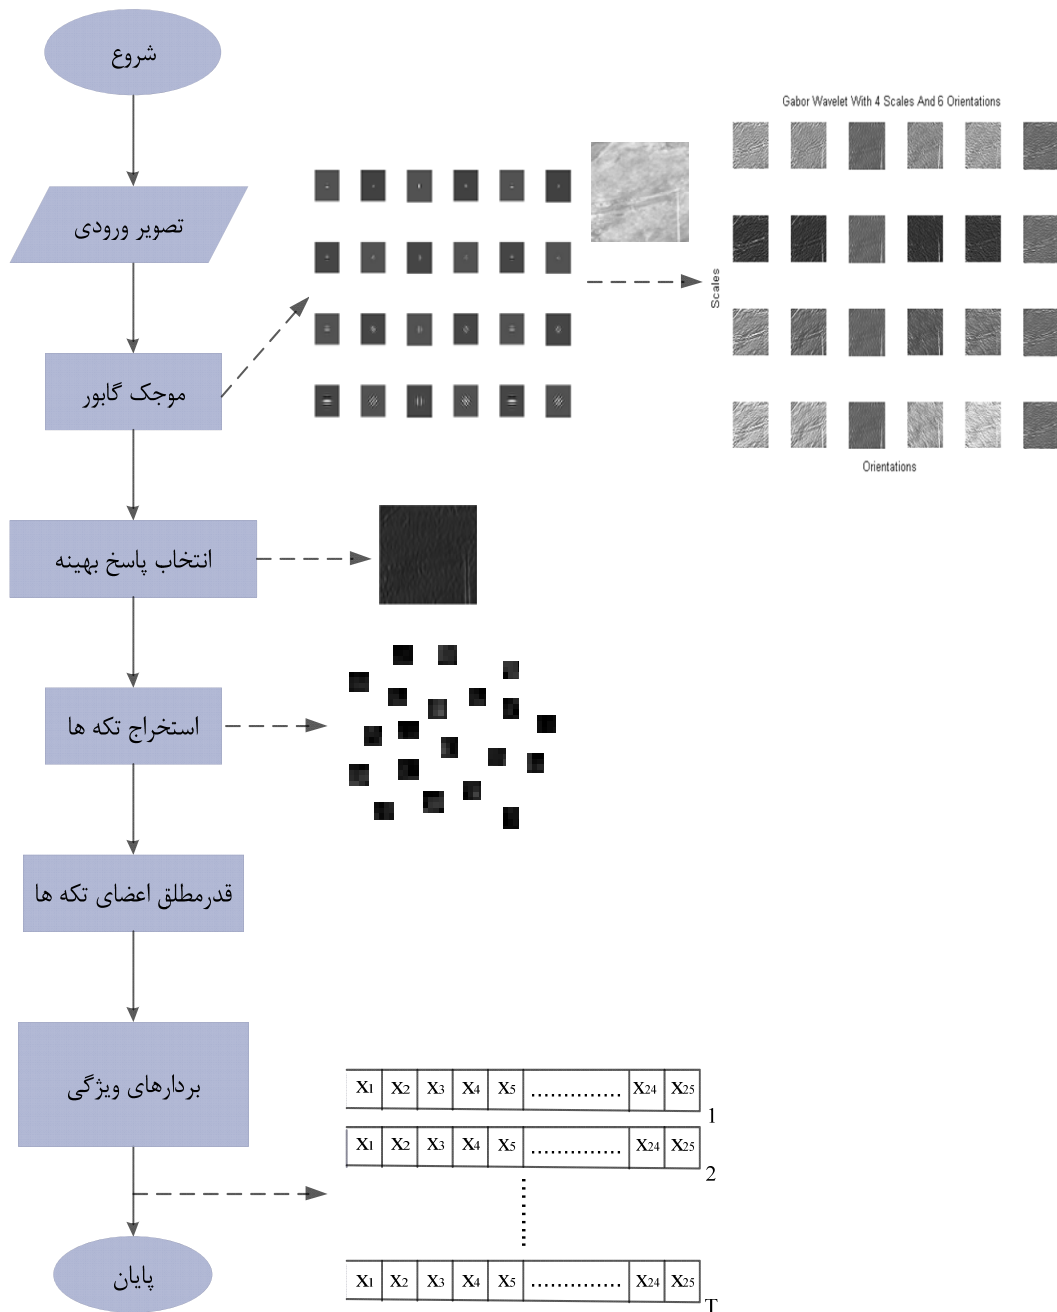 شروع
تصویر ورودی
موجک گابور
Gabor Wavelet With 4 Scales And 6 Orientations
Scales
Orientations
انتخاب پاسخ بهینه
استخراج تکه ها
قدرمطلق اعضای تکه ها
بردارهای ویژگی
X1 X2 X3 X4 X5 .............. X24 X25 1
X1 X2 X3 X4 X5 .............. X24 X25 2
X1 X2 X3 X4 X5 .............. X24 X25 T
پایان